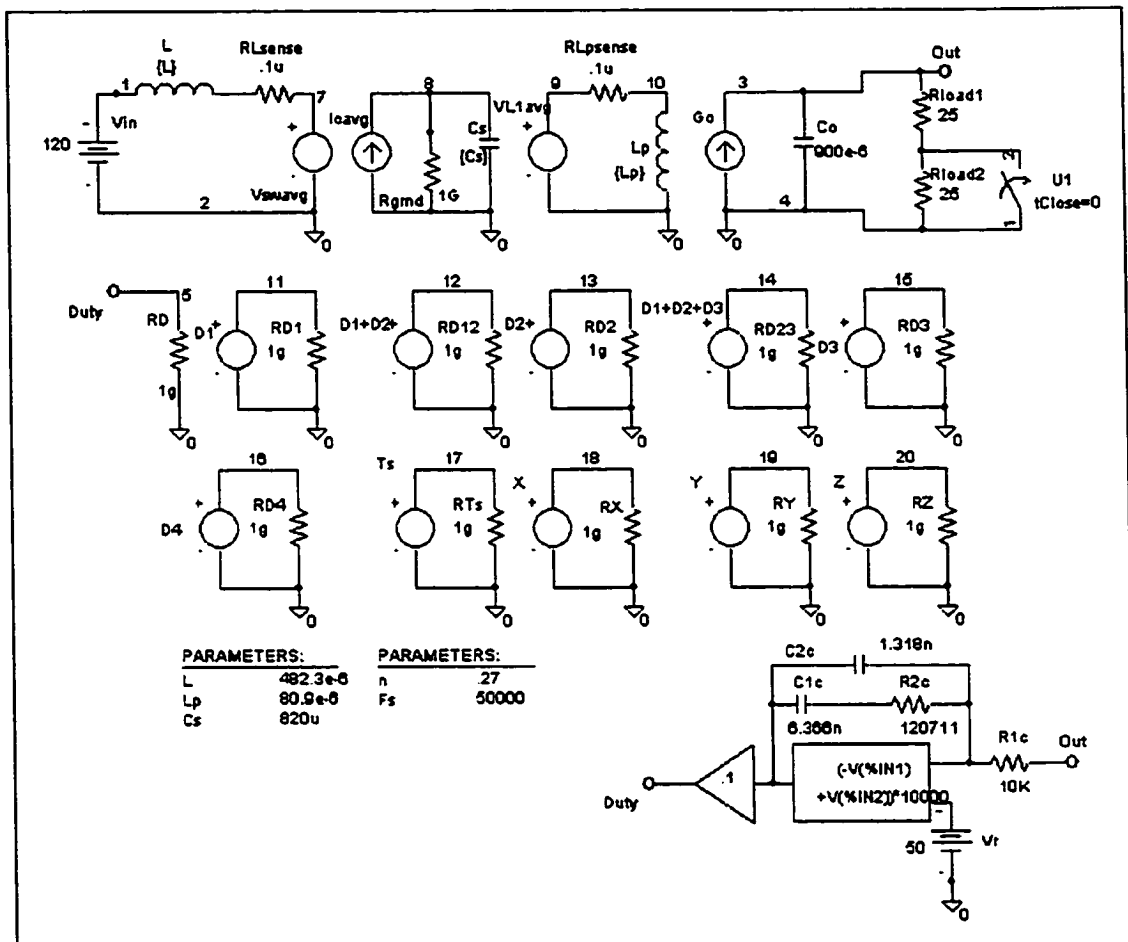 L
{L}
RLsense
.1u
1
7
120
Vin
+
Vswavg
2
0
8
Icavg
Cs
{Cs}
Rgrnd
1G
0
RLpsense
.1u
9
10
VL1avg
+
Lp
{Lp}
0
3
Go
Co
900e-6
4
0
Out
Rload1
25
Rload2
25
2
1
U1
tClose=0
Duty
5
RD
1g
0
11
D1+
RD1
1g
0
12
D1+D2+
RD12
1g
13
D2+
RD2
1g
0
14
D1+D2+D3
+
RD23
1g
15
+
D3
RD3
1g
0
16
+
D4
RD4
1g
0
Ts
17
+
RTs
1g
X
18
+
RX
1g
0
Y
19
+
RY
1g
Z
20
+
RZ
1g
0
PARAMETERS:
L 482.3e-6
Lp 80.9e-6
Cs 820u
PARAMETERS:
n .27
Fs 50000
C2c
1.318n
C1c
R2c
6.366n
120711
R1c
Out
10K
(-V(%IN1)
+V(%IN2))*10000
.1
Duty
50
Vr
0